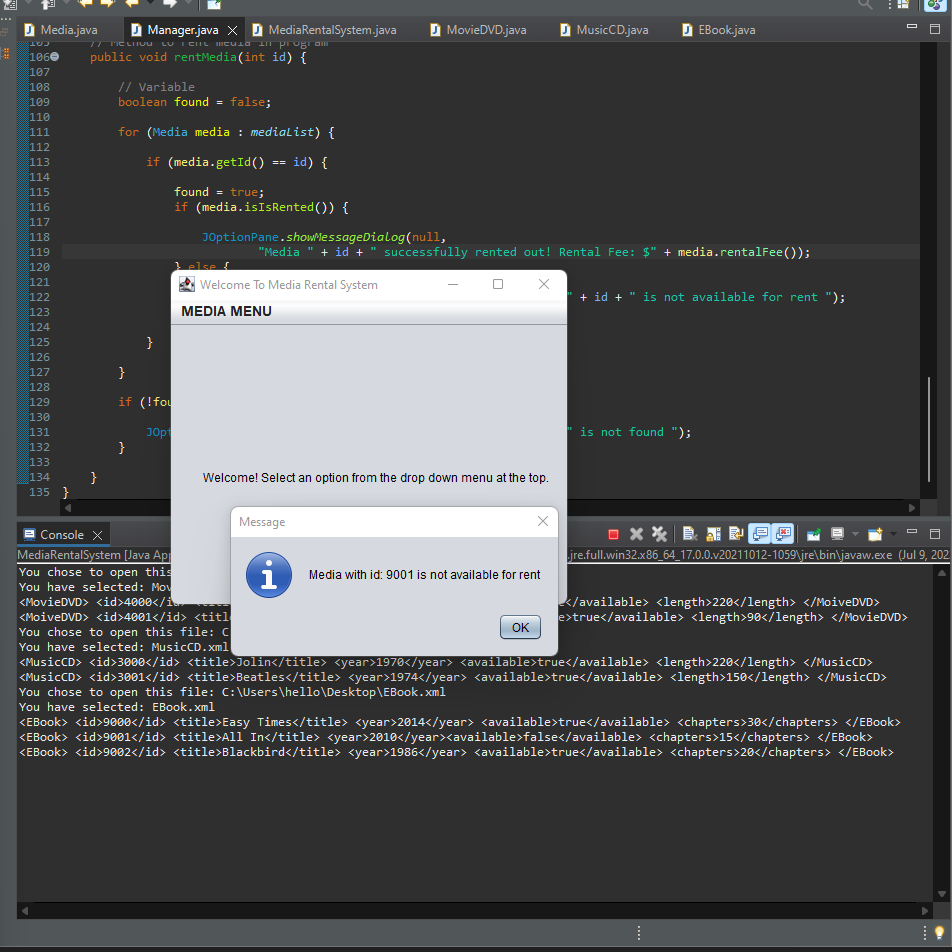 Media.java
Manager.java
MediaRentalSystem.java
MovieDVD.java
MusicCD.java
EBook.java
105 // Method to rent media in program
106 public void rentMedia(int id) {
107
108 // Variable
109 boolean found = false;
110
111 for (Media media : mediaList) {
112
113 if (media.getId() == id) {
114
115 found = true;
116 if (media.isIsRented()) {
117
118 JOptionPane.showMessageDialog(null,
119 "Media " + id + " successfully rented out! Rental Fee: $" + media.rentalFee());
120 } else {
121
122 " + id + " is not available for rent ");
123
124
125 }
126
127 }
128
129 if (!fou
130
131 JOpt " is not found ");
132 }
133
134 }
135 }
Welcome To Media Rental System
MEDIA MENU
Welcome! Select an option from the drop down menu at the top.
Message
Media with id: 9001 is not available for rent
OK
Console
MediaRentalSystem [Java App .jre.full.win32.x86_64_17.0.0.v20211012-1059\jre\bin\javaw.exe (Jul 9, 202
You chose to open this
You have selected: Mov
<MovieDVD> <id>4000</id> </available> <length>220</length> </MoiveDVD>
<MoiveDVD> <id>4001</id> <title true</available> <length>90</length> </MovieDVD>
You chose to open this file: C
You have selected: MusicCD.xml
<MusicCD> <id>3000</id> <title>Jolin</title> <year>1970</year> <available>true</available> <length>220</length> </MusicCD>
<MusicCD> <id>3001</id> <title>Beatles</title> <year>1974</year> <available>true</available> <length>150</length> </MusicCD>
You chose to open this file: C:\Users\hello\Desktop\EBook.xml
You have selected: EBook.xml
<EBook> <id>9000</id> <title>Easy Times</title> <year>2014</year> <available>true</available> <chapters>30</chapters> </EBook>
<EBook> <id>9001</id> <title>All In</title> <year>2010</year><available>false</available> <chapters>15</chapters> </EBook>
<EBook> <id>9002</id> <title>Blackbird</title> <year>1986</year> <available>true</available> <chapters>20</chapters> </EBook>